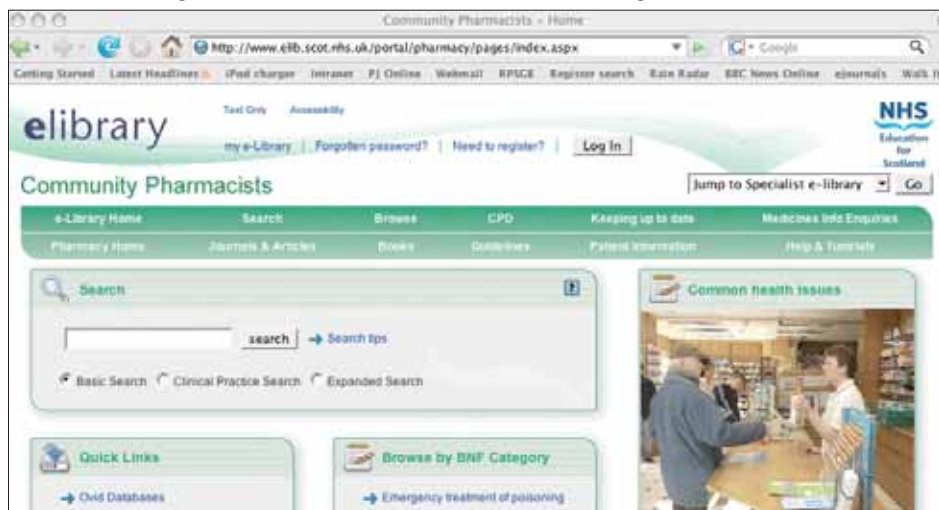 Community Pharmacists - Home
http://www.elib.scot.nhs.uk/portal/pharmacy/pages/index.aspx
Google
Getting Started Latest Headlines iPod charger Intranet PJ Online Webmail RPSGB Register search Rain Radar BBC News Online ejournals Walk
elibrary
Text Only Accessibility
my e-Library | Forgotten password? | Need to register? | Log In
NHS
Education
for
Scotland
Community Pharmacists
Jump to Specialist e-library Go
e-Library Home Search Browse CPD Keeping up to date Medicines Info Enquiries
Pharmacy Home Journals & Articles Books Guidelines Patient Information Help & Tutorials
Search
?
search Search tips
Basic Search Clinical Practice Search Expanded Search
Common health issues
Quick Links
Ovid Databases
Browse by BNF Category
Emergency treatment of poisoning